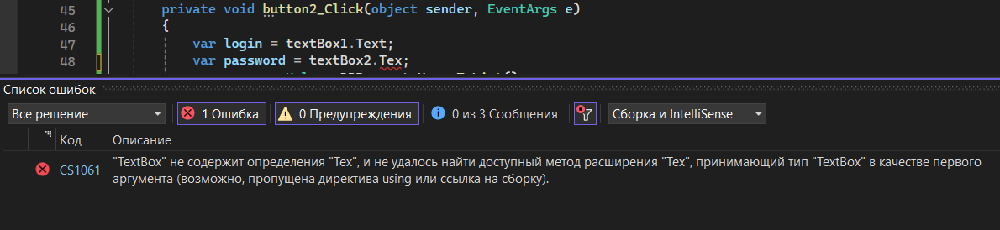 45 private void button2_Click(object sender, EventArgs e)
46 {
47 var login = textBox1.Text;
48 var password = textBox2.Tex;
Список ошибок
Все решение 1 Ошибка 0 Предупреждения 0 из 3 Сообщения Сборка и IntelliSense
Код Описание
CS1061 "TextBox" не содержит определения "Tex", и не удалось найти доступный метод расширения "Tex", принимающий тип "TextBox" в качестве первого
аргумента (возможно, пропущена директива using или ссылка на сборку).